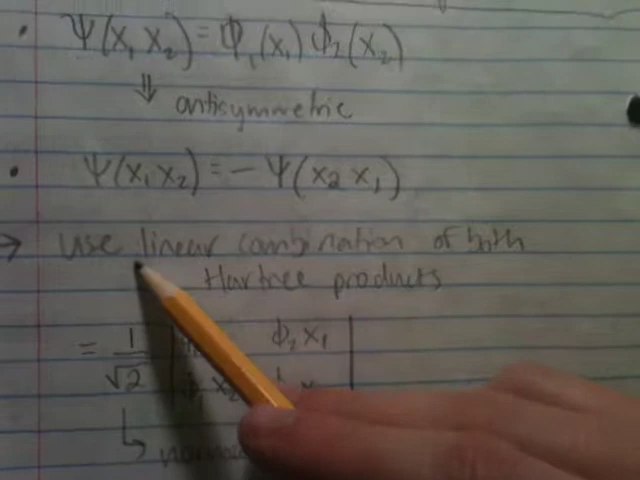 • Ψ(x₁ x₂) = ϕ₁(x₁) ϕ₂(x₂)
⇓ antisymmetric
• Ψ(x₁ x₂) = - Ψ(x₂ x₁)
→ use linear combination of both
Hartree products
= 1/√2 | ϕ₂ x₁ |